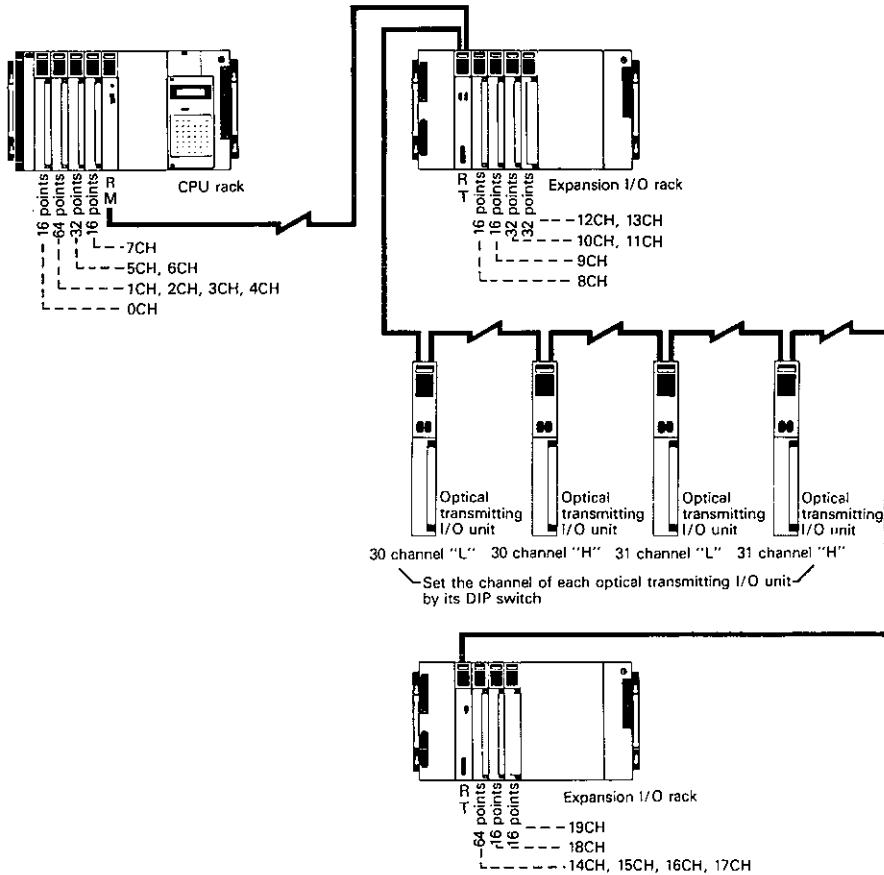 CPU rack
16 points
64 points
32 points
16 points
R
M
7CH
5CH, 6CH
1CH, 2CH, 3CH, 4CH
0CH
Expansion I/O rack
R
T
16 points
16 points
32 points
32 points
12CH, 13CH
10CH, 11CH
9CH
8CH
Optical
transmitting
I/O unit
Optical
transmitting
I/O unit
Optical
transmitting
I/O unit
Optical
transmitting
I/O unit
30 channel "L"
30 channel "H"
31 channel "L"
31 channel "H"
Set the channel of each optical transmitting I/O unit
by its DIP switch
Expansion I/O rack
R
T
64 points
16 points
16 points
19CH
18CH
14CH, 15CH, 16CH, 17CH